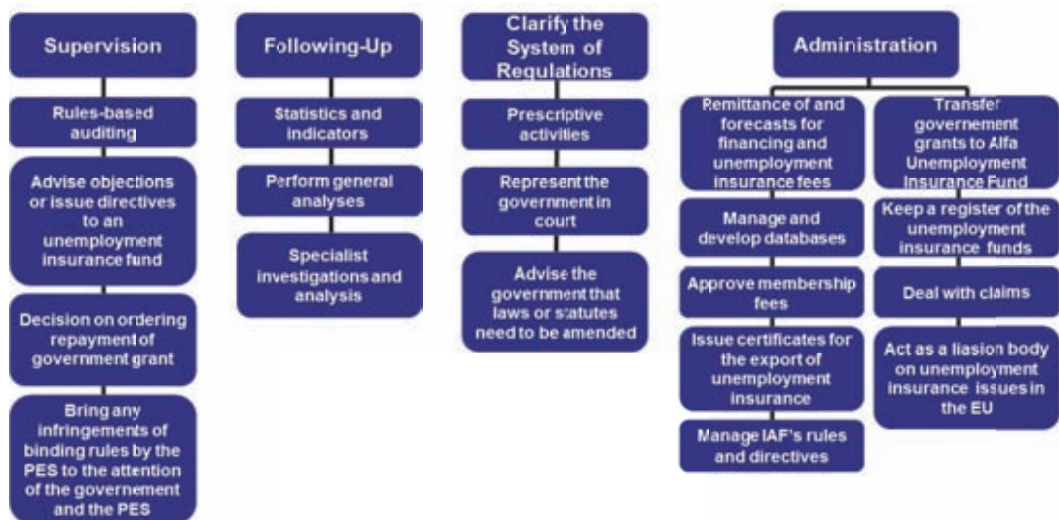 Supervision
Rules-based
auditing
Advise objections
or issue directives
to an
unemployment
insurance fund
Decision on ordering
repayment of
government grant
Bring any
infringements of
binding rules by the
PES to the attention
of the governement
and the PES
Following-Up
Statistics and
indicators
Perform general
analyses
Specialist
investigations and
analysis
Clarify the
System of
Requlations
Prescriptive
activities
Represent the
government in
court
Advise the
government that
laws or statutes
need to be amended
Administration
Remittance of and
forecasts for
financing and
unemployment
insurance fees
Manage and
develop databases
Approve membership
fees
Issue certificates for
the export of
unemployment
insurance
Manage IAF's rules
and directives
Transfer
governement
grants to Alfa
Unemployment
Insurance Fund
Keep a register of the
unemployment
insurance funds
Deal with claims
Act as a liasion body
on unemployment
insurance issues in
the EU